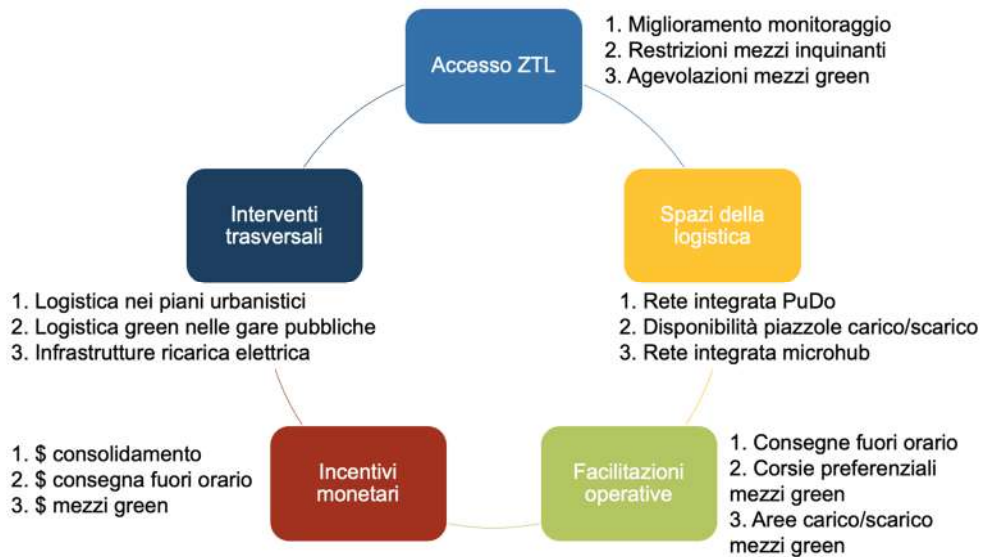 Accesso ZTL
1. Miglioramento monitoraggio
2. Restrizioni mezzi inquinanti
3. Agevolazioni mezzi green
Spazi della
logistica
1. Rete integrata PuDo
2. Disponibilità piazzole carico/scarico
3. Rete integrata microhub
Facilitazioni
operative
1. Consegne fuori orario
2. Corsie preferenziali
mezzi green
3. Aree carico/scarico
mezzi green
Incentivi
monetari
1. $ consolidamento
2. $ consegna fuori orario
3. $ mezzi green
Interventi
trasversali
1. Logistica nei piani urbanistici
2. Logistica green nelle gare pubbliche
3. Infrastrutture ricarica elettrica